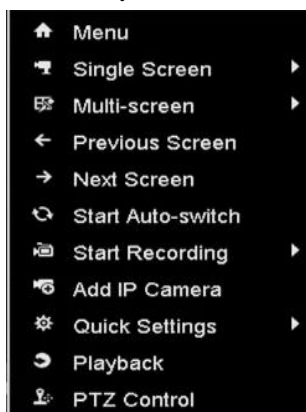 Menu
Single Screen
Multi-screen
Previous Screen
Next Screen
Start Auto-switch
Start Recording
Add IP Camera
Quick Settings
Playback
PTZ Control